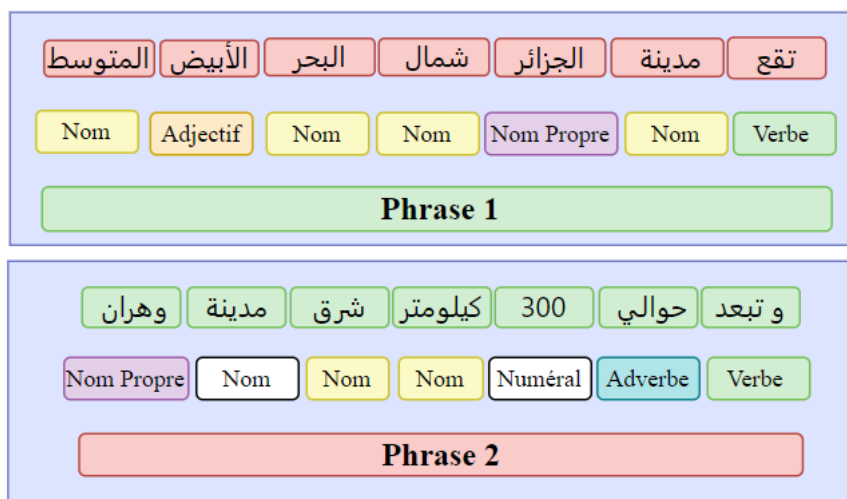 تقع مدينة الجزائر شمال البحر الأبيض المتوسط
Verbe Nom Nom Propre Nom Nom Adjectif Nom
Phrase 1
و تبعد حوالي 300 كيلومتر شرق مدينة وهران
Verbe Adverbe Numéral Nom Nom Nom Nom Propre
Phrase 2